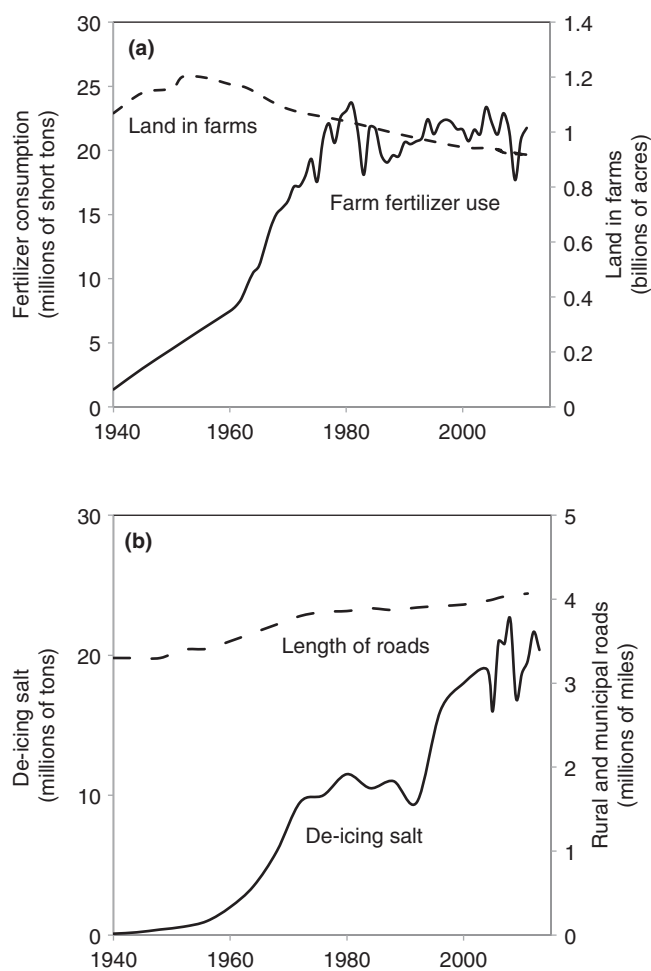 (a)
Fertilizer consumption
(millions of short tons)
30
25
20
15
10
5
0
Land in farms
Farm fertilizer use
1.4
1.2
1
0.8
0.6
0.4
0.2
0
Land in farms
(billions of acres)
1940
1960
1980
2000
(b)
De-icing salt
(millions of tons)
30
20
10
0
Length of roads
De-icing salt
5
4
3
2
1
0
Rural and municipal roads
(millions of miles)
1940
1960
1980
2000